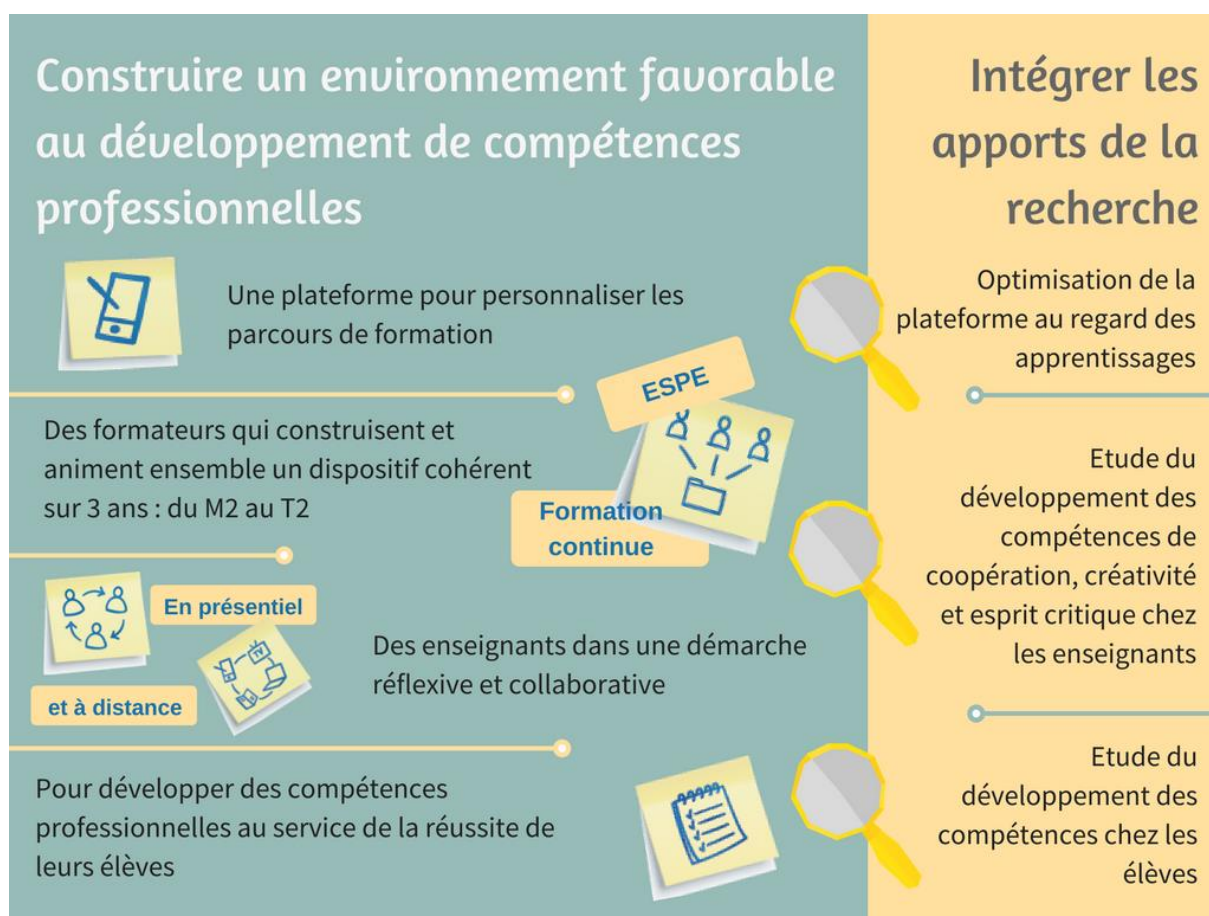 Construire un environnement favorable
au développement de compétences
professionnelles
Une plateforme pour personnaliser les
parcours de formation
ESPE
Des formateurs qui construisent et
animent ensemble un dispositif cohérent
sur 3 ans : du M2 au T2
Formation
continue
En présentiel
et à distance
TV
Des enseignants dans une démarche
réflexive et collaborative
Pour développer des compétences
professionnelles au service de la réussite de
leurs élèves
Intégrer les
apports de la
recherche
Optimisation de la
plateforme au regard des
apprentissages
Etude du
développement des
compétences de
coopération, créativité
et esprit critique chez
les enseignants
Etude du
développement des
compétences chez les
élèves